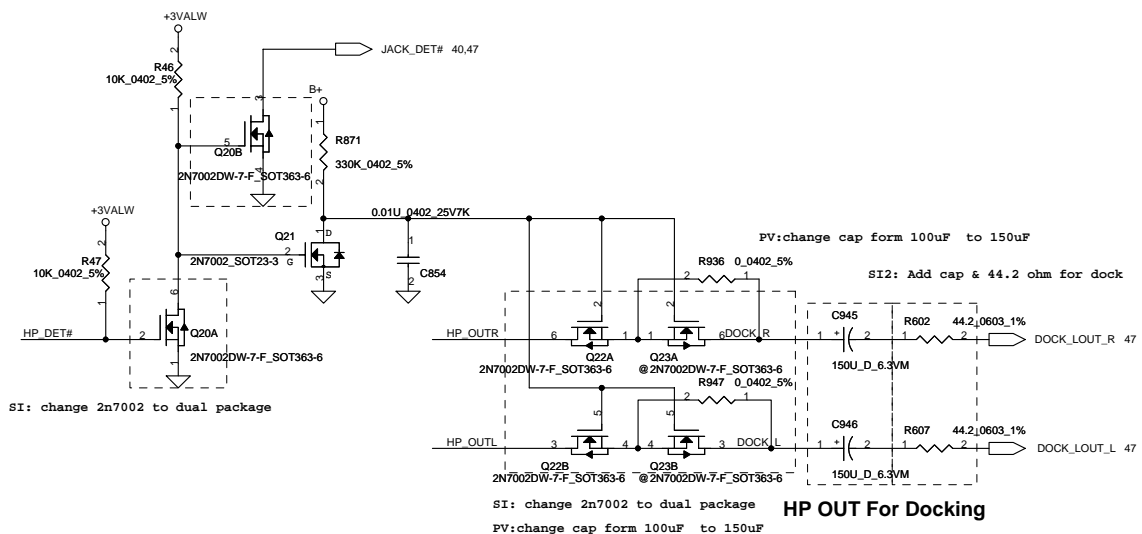 +3VALW
JACK_DET# 40,47
2
R46
10K_0402_5%
1
B+
3
5
Q20B
4
2N7002DW-7-F_SOT363-6
1
R871
330K_0402_5%
2
+3VALW
2
R47
10K_0402_5%
1
0.01U_0402_25V7K
Q21
1 D
2
G
2N7002_SOT23-3
3 S
1
C854
2
PV:change cap form 100uF to 150uF
SI2: Add cap & 44.2 ohm for dock
R936 0_0402_5%
2 1
6
HP_DET# 2
Q20A
1
2N7002DW-7-F_SOT363-6
SI: change 2n7002 to dual package
2 2
HP_OUTR 6 1 1 6 DOCK_R
Q22A Q23A
2N7002DW-7-F_SOT363-6 @2N7002DW-7-F_SOT363-6
C945
1 + 2
150U_D_6.3VM
R602 44.2_0603_1%
1 2
DOCK_LOUT_R 47
R947 0_0402_5%
2 1
5 5
HP_OUTL 3 4 4 3 DOCK_L
Q22B Q23B
2N7002DW-7-F_SOT363-6 @2N7002DW-7-F_SOT363-6
C946
1 + 2
150U_D_6.3VM
R607 44.2_0603_1%
1 2
DOCK_LOUT_L 47
SI: change 2n7002 to dual package
HP OUT For Docking
PV:change cap form 100uF to 150uF